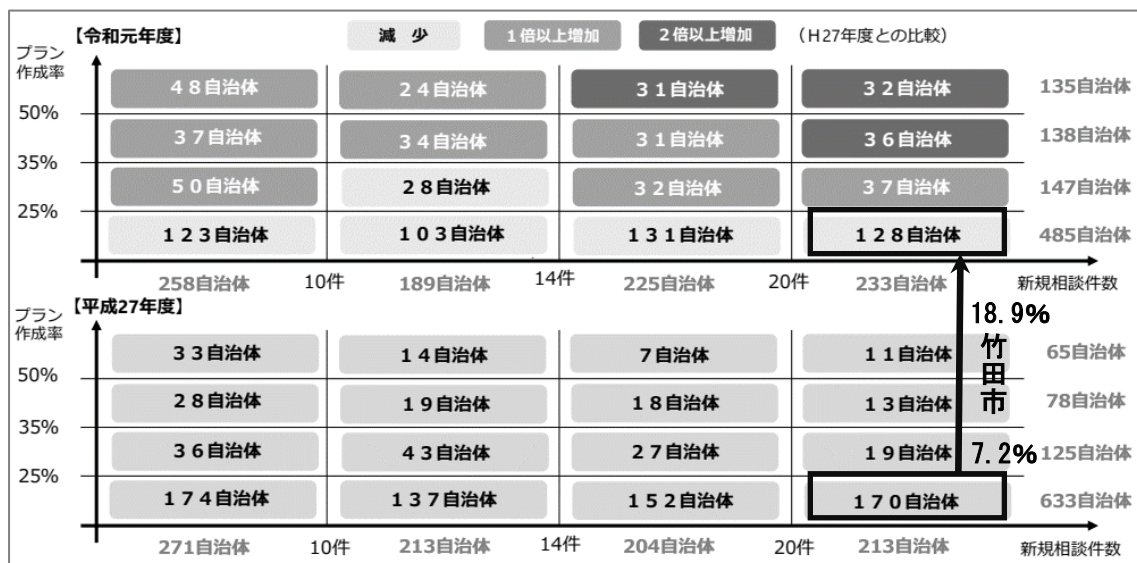 【令和元年度】 減 少 1倍以上増加 2倍以上増加 (H27年度との比較)
プラン
作成率
48自治体 24自治体 31自治体 32自治体 135自治体
50%
37自治体 34自治体 31自治体 36自治体 138自治体
35%
50自治体 28自治体 32自治体 37自治体 147自治体
25%
123自治体 103自治体 131自治体 128自治体 485自治体
258自治体 10件 189自治体 14件 225自治体 20件 233自治体 新規相談件数
【平成27年度】
プラン
作成率
18.9%
竹田市
7.2%
33自治体 14自治体 7自治体 11自治体 65自治体
50%
28自治体 19自治体 18自治体 13自治体 78自治体
35%
36自治体 43自治体 27自治体 19自治体 125自治体
25%
174自治体 137自治体 152自治体 170自治体 633自治体
271自治体 10件 213自治体 14件 204自治体 20件 213自治体 新規相談件数